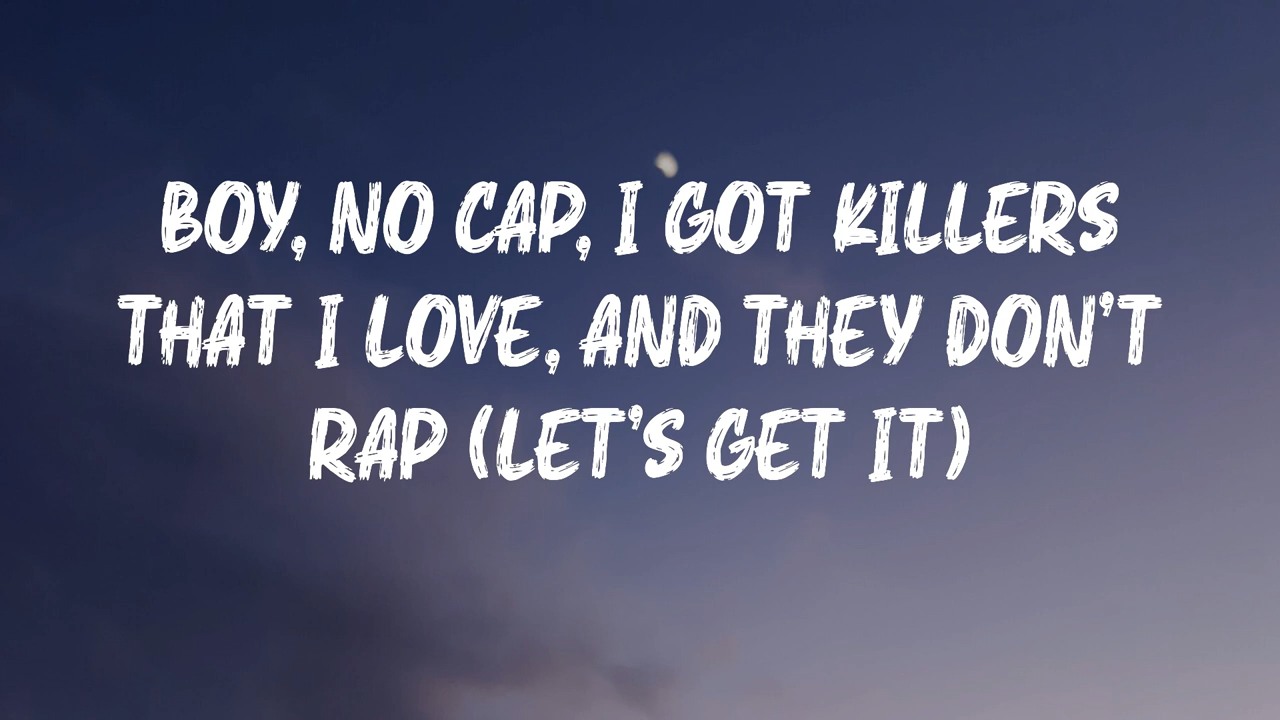 BOY, NO CAP, I GOT KILLERS
THAT I LOVE, AND THEY DON'T
RAP (LET'S GET IT)